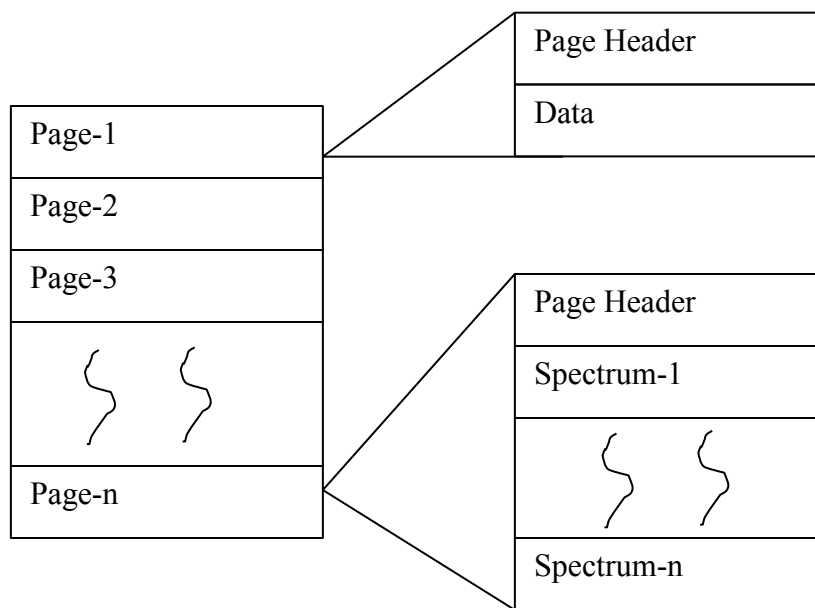 Page-1
Page-2
Page-3
Page-n
Page Header
Data
Page Header
Spectrum-1
Spectrum-n